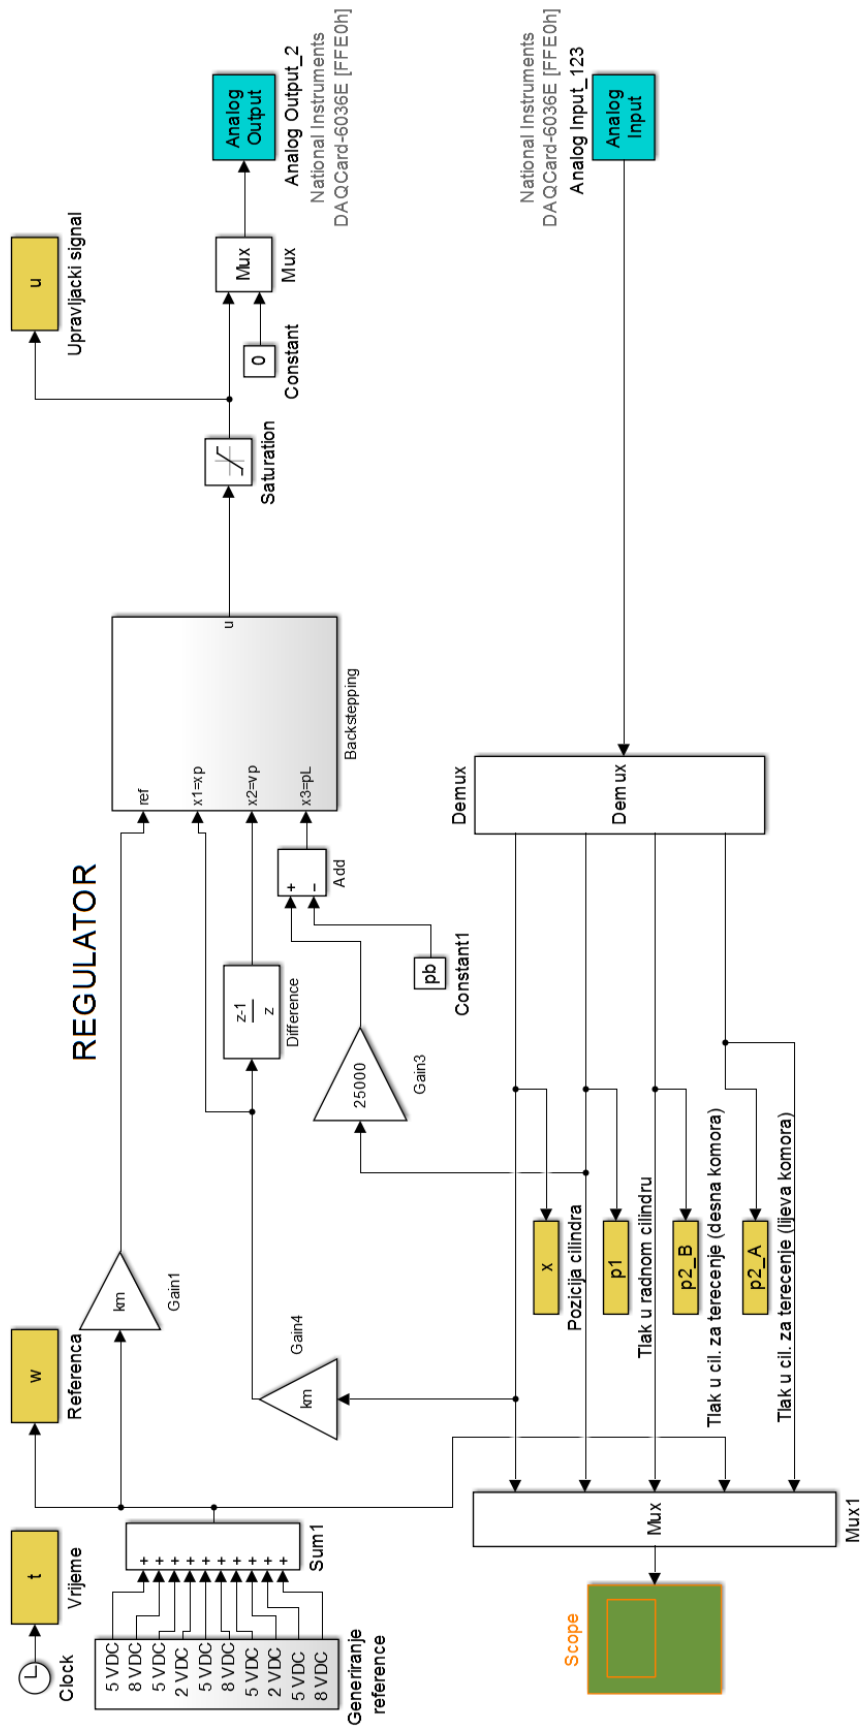 REGULATOR
t
Vrijeme
Clock
w
Referenca
5 VDC
8 VDC
5 VDC
2 VDC
5 VDC
8 VDC
5 VDC
2 VDC
5 VDC
8 VDC
Generiranje
reference
+
+
+
+
+
+
+
+
+
+
Sum1
km
Gain1
km
Gain4
z-1
z
Difference
25000
Gain3
pb
Constant1
+
−
Add
ref
x1=xp
x2=vp
x3=pL
u
Backstepping
Saturation
u
Upravljacki signal
0
Constant
Mux
Mux
Analog
Output
Analog Output_2
National Instruments
DAQCard-6036E [FFE0h]
Scope
Mux
Mux1
x
Pozicija cilindra
p1
Tlak u radnom cilindru
p2_B
Tlak u cil. za terecenje (desna komora)
p2_A
Tlak u cil. za terecenje (lijeva komora)
Demux
Demux
National Instruments
DAQCard-6036E [FFE0h]
Analog Input_123
Analog
Input